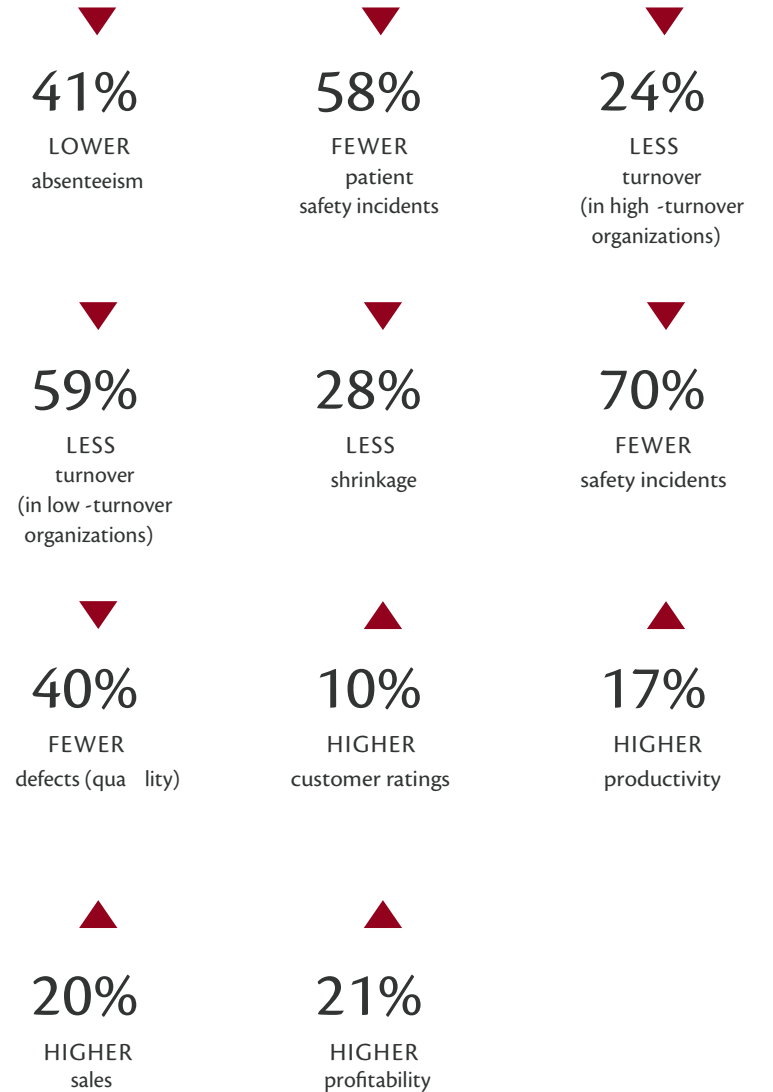 41%
LOWER
absenteeism
58%
FEWER
patient
safety incidents
24%
LESS
turnover
(in high -turnover
organizations)
59%
LESS
turnover
(in low -turnover
organizations)
28%
LESS
shrinkage
70%
FEWER
safety incidents
40%
FEWER
defects (qua lity)
10%
HIGHER
customer ratings
17%
HIGHER
productivity
20%
HIGHER
sales
21%
HIGHER
profitability